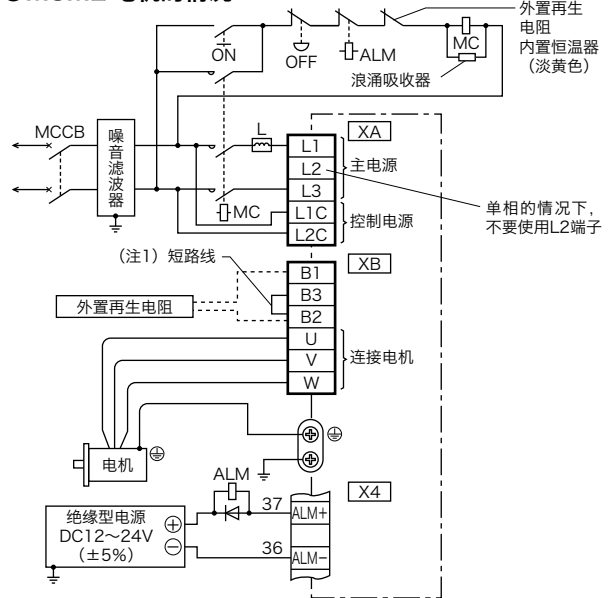 外置再生
电阻
内置恒温器
（淡黄色）
ON
OFF
ALM
MC
浪涌吸收器
MCCB
噪音滤波器
L
XA
L1
L2
L3
主电源
L1C
L2C
控制电源
MC
单相的情况下，
不要使用L2端子
（注1）短路线
XB
B1
B3
B2
外置再生电阻
U
V
W
连接电机
电机
ALM
X4
绝缘型电源
DC12～24V
（±5%）
37
ALM+
36
ALM−